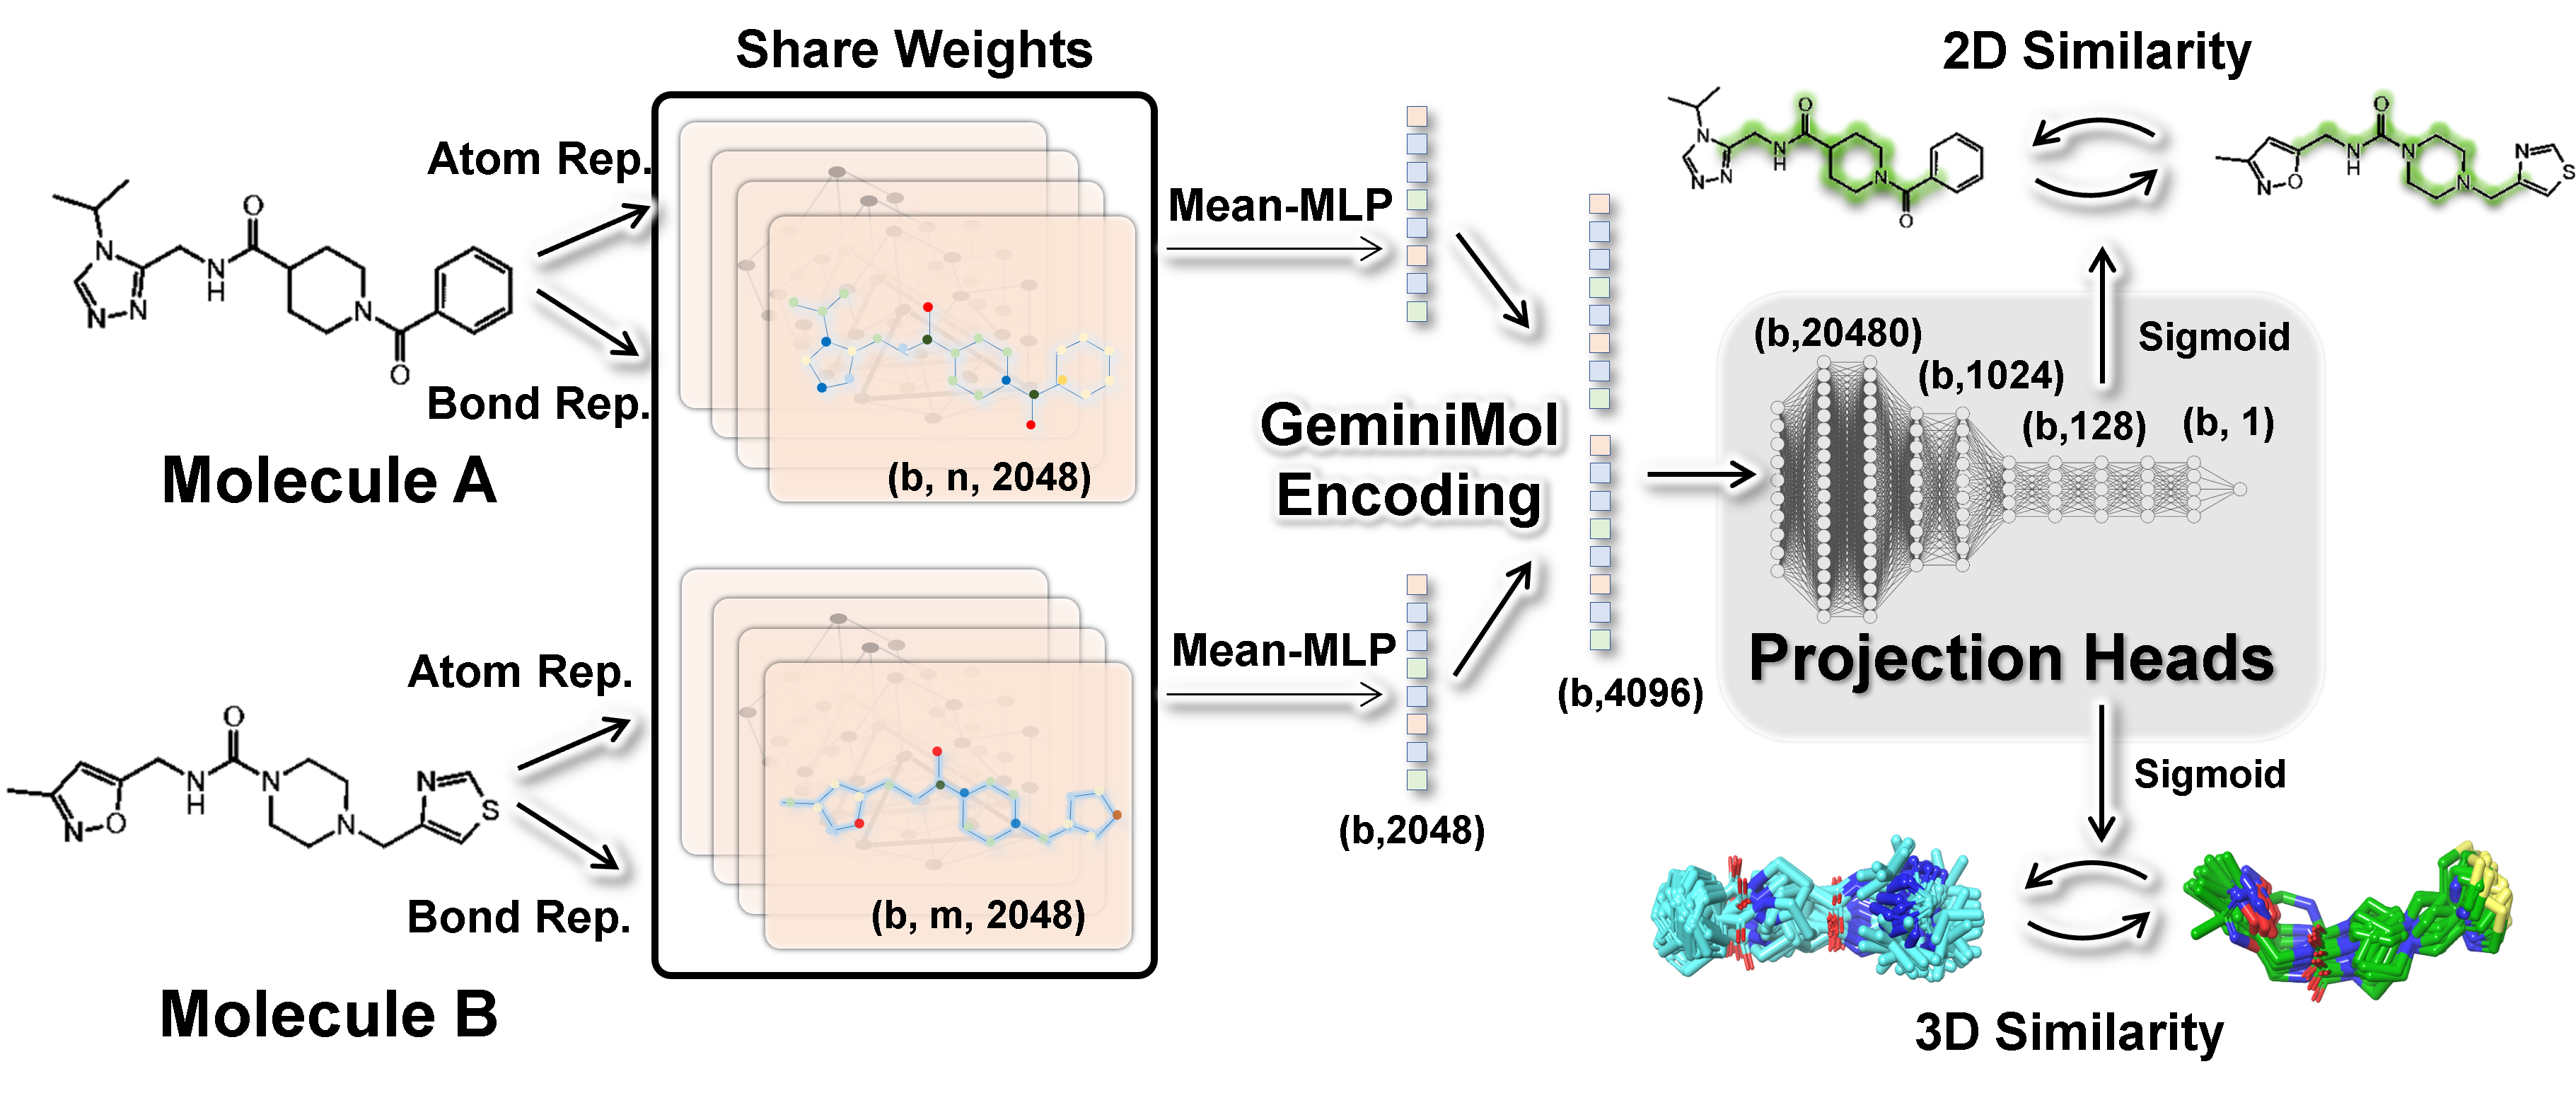 Share Weights
2D Similarity
Atom Rep.
Bond Rep.
Molecule A
N
N
N
N
H
O
N
O
(b, n, 2048)
Mean-MLP
GeminiMol
Encoding
N
N
N
N
H
O
N
O
N
O
N
H
O
N
N
N
S
(b,20480)
(b,1024)
(b,128)
(b, 1)
Sigmoid
Projection Heads
Atom Rep.
Bond Rep.
Molecule B
N
O
N
H
O
N
N
N
S
(b, m, 2048)
Mean-MLP
(b,2048)
(b,4096)
Sigmoid
3D Similarity